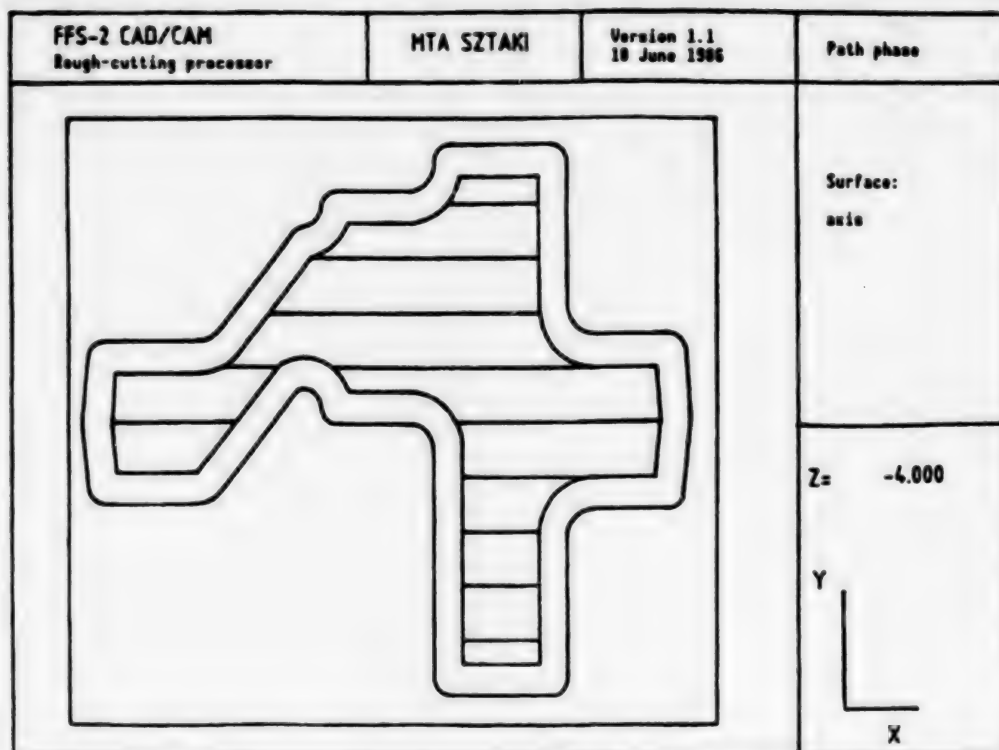 FFS-2 CAD/CAM
Rough-cutting processor
MTA SZTAKI
Version 1.1
10 June 1986
Path phase
Surface:
axis
Z= -4.000
Y
X